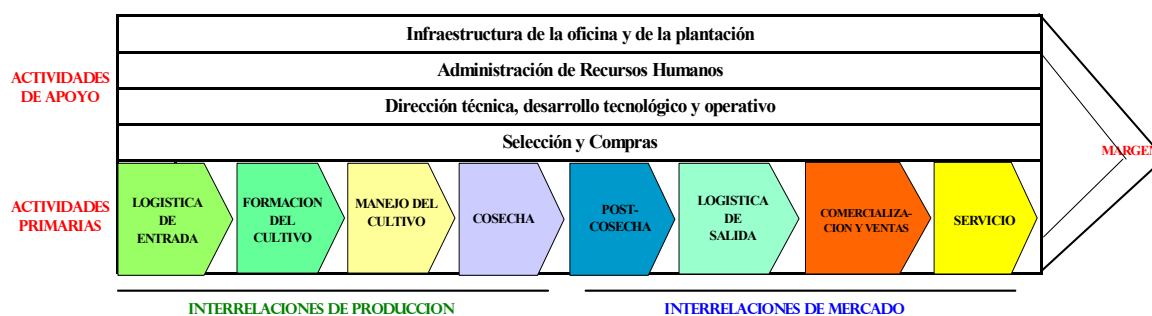 Infraestructura de la oficina y de la plantación
ACTIVIDADES
DE APOYO
Administración de Recursos Humanos
Dirección técnica, desarrollo tecnológico y operativo
Selección y Compras
MARGEN
ACTIVIDADES
PRIMARIAS
LOGISTICA
DE
ENTRADA
FORMACION
DEL
CULTIVO
MANEJO DEL
CULTIVO
COSECHA
POST-
COSECHA
LOGISTICA
DE
SALIDA
COMERCIALIZA-
CION Y VENTAS
SERVICIO
INTERRELACIONES DE PRODUCCION
INTERRELACIONES DE MERCADO